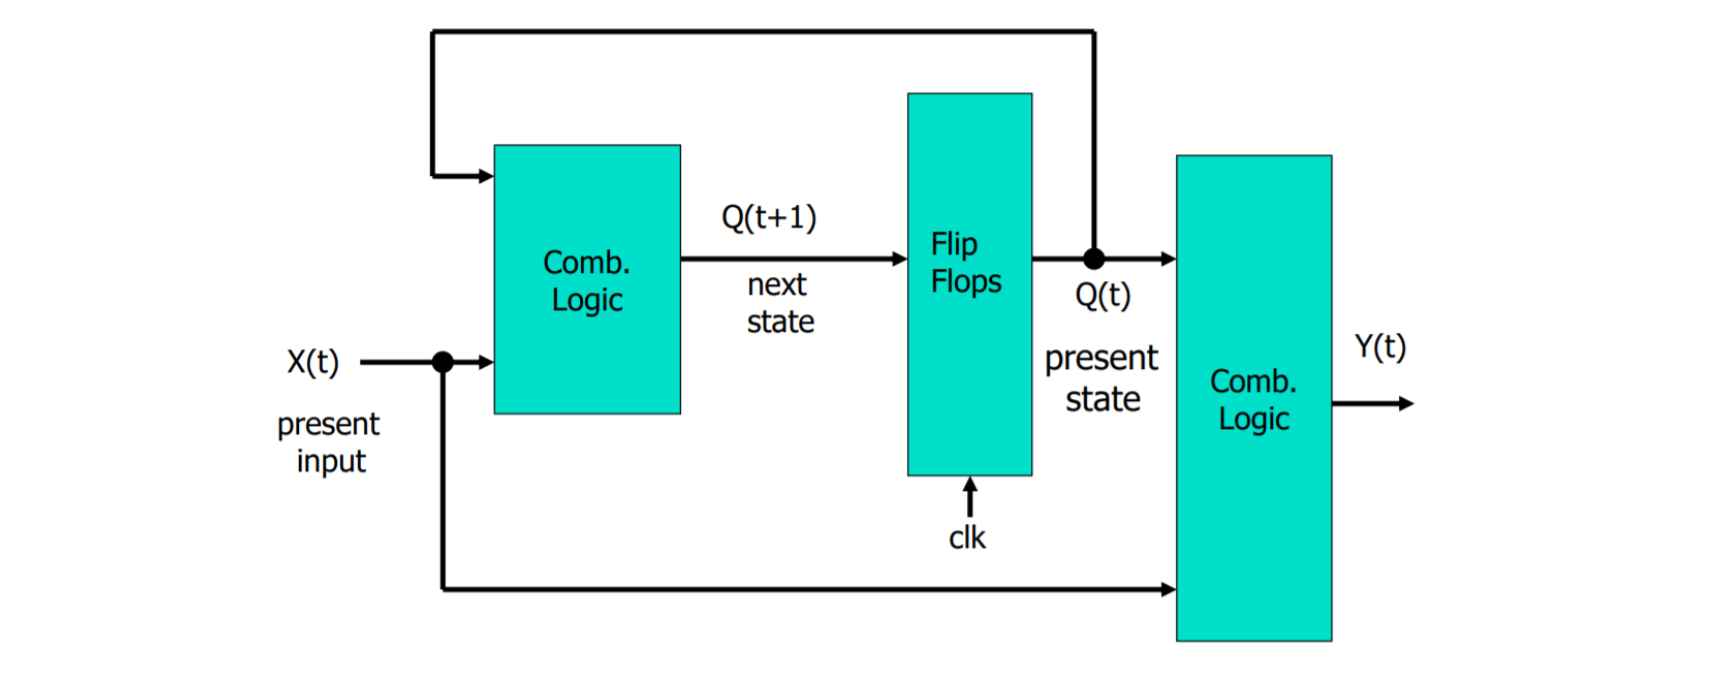 Q(t+1)
next
state
Comb.
Logic
Flip
Flops
Q(t)
present
state
X(t)
present
input
clk
Comb.
Logic
Y(t)